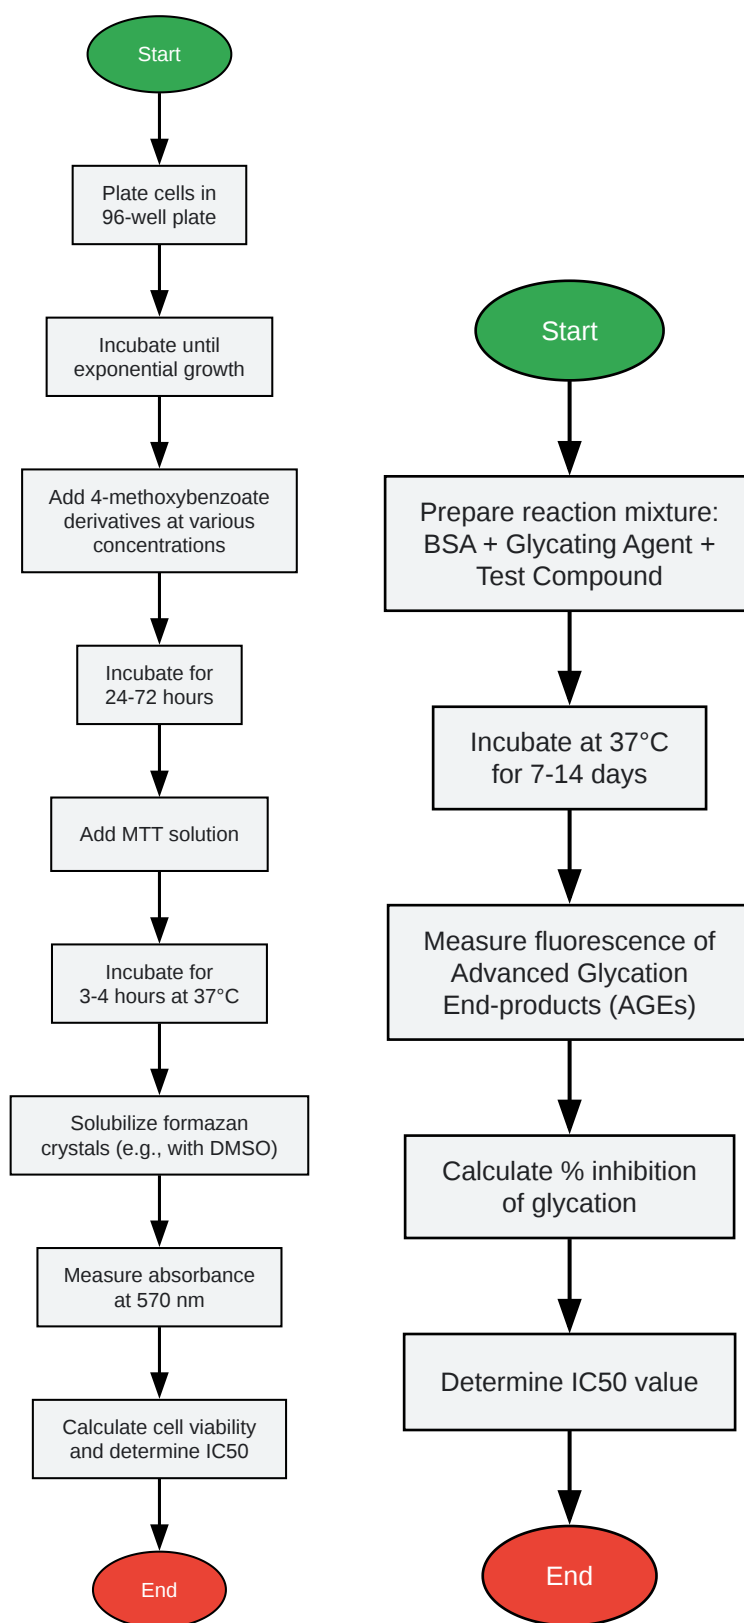 Start
Plate cells in
96-well plate
Incubate until
exponential growth
Add 4-methoxybenzoate
derivatives at various
concentrations
Incubate for
24-72 hours
Add MTT solution
Incubate for
3-4 hours at 37°C
Solubilize formazan
crystals (e.g., with DMSO)
Measure absorbance
at 570 nm
Calculate cell viability
and determine IC50
End
Start
Prepare reaction mixture:
BSA + Glycating Agent +
Test Compound
Incubate at 37°C
for 7-14 days
Measure fluorescence of
Advanced Glycation
End-products (AGEs)
Calculate % inhibition
of glycation
Determine IC50 value
End